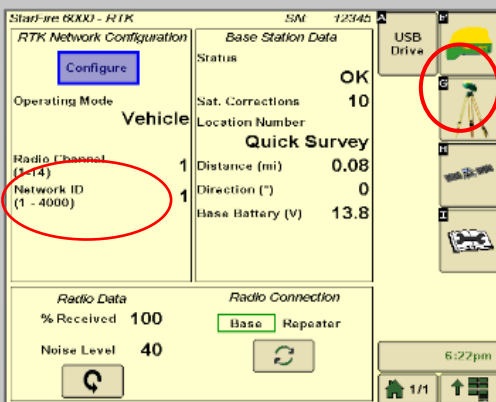 StarFire 6000 - RTK
SN: 12345
RTK Network Configuration
Configure
Operating Mode
Vehicle
Radio Channel
(1-14)
1
Network ID
(1 - 4000)
1
Base Station Data
Status
OK
Sat. Corrections
10
Location Number
Quick Survey
Distance (mi)
0.08
Direction (°)
0
Base Battery (V)
13.8
Radio Data
% Received
100
Noise Level
40
Radio Connection
Base
Repeater
A
USB
Drive
F
G
H
I
6:22pm
1/1